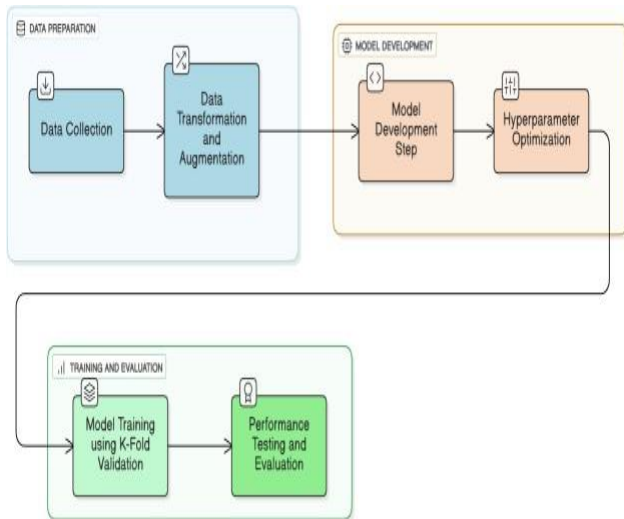 DATA PREPARATION
Data Collection
Data
Transformation
and
Augmentation
MODEL DEVELOPMENT
Model
Development
Step
Hyperparameter
Optimization
TRAINING AND EVALUATION
Model Training
using K-Fold
Validation
Performance
Testing and
Evaluation